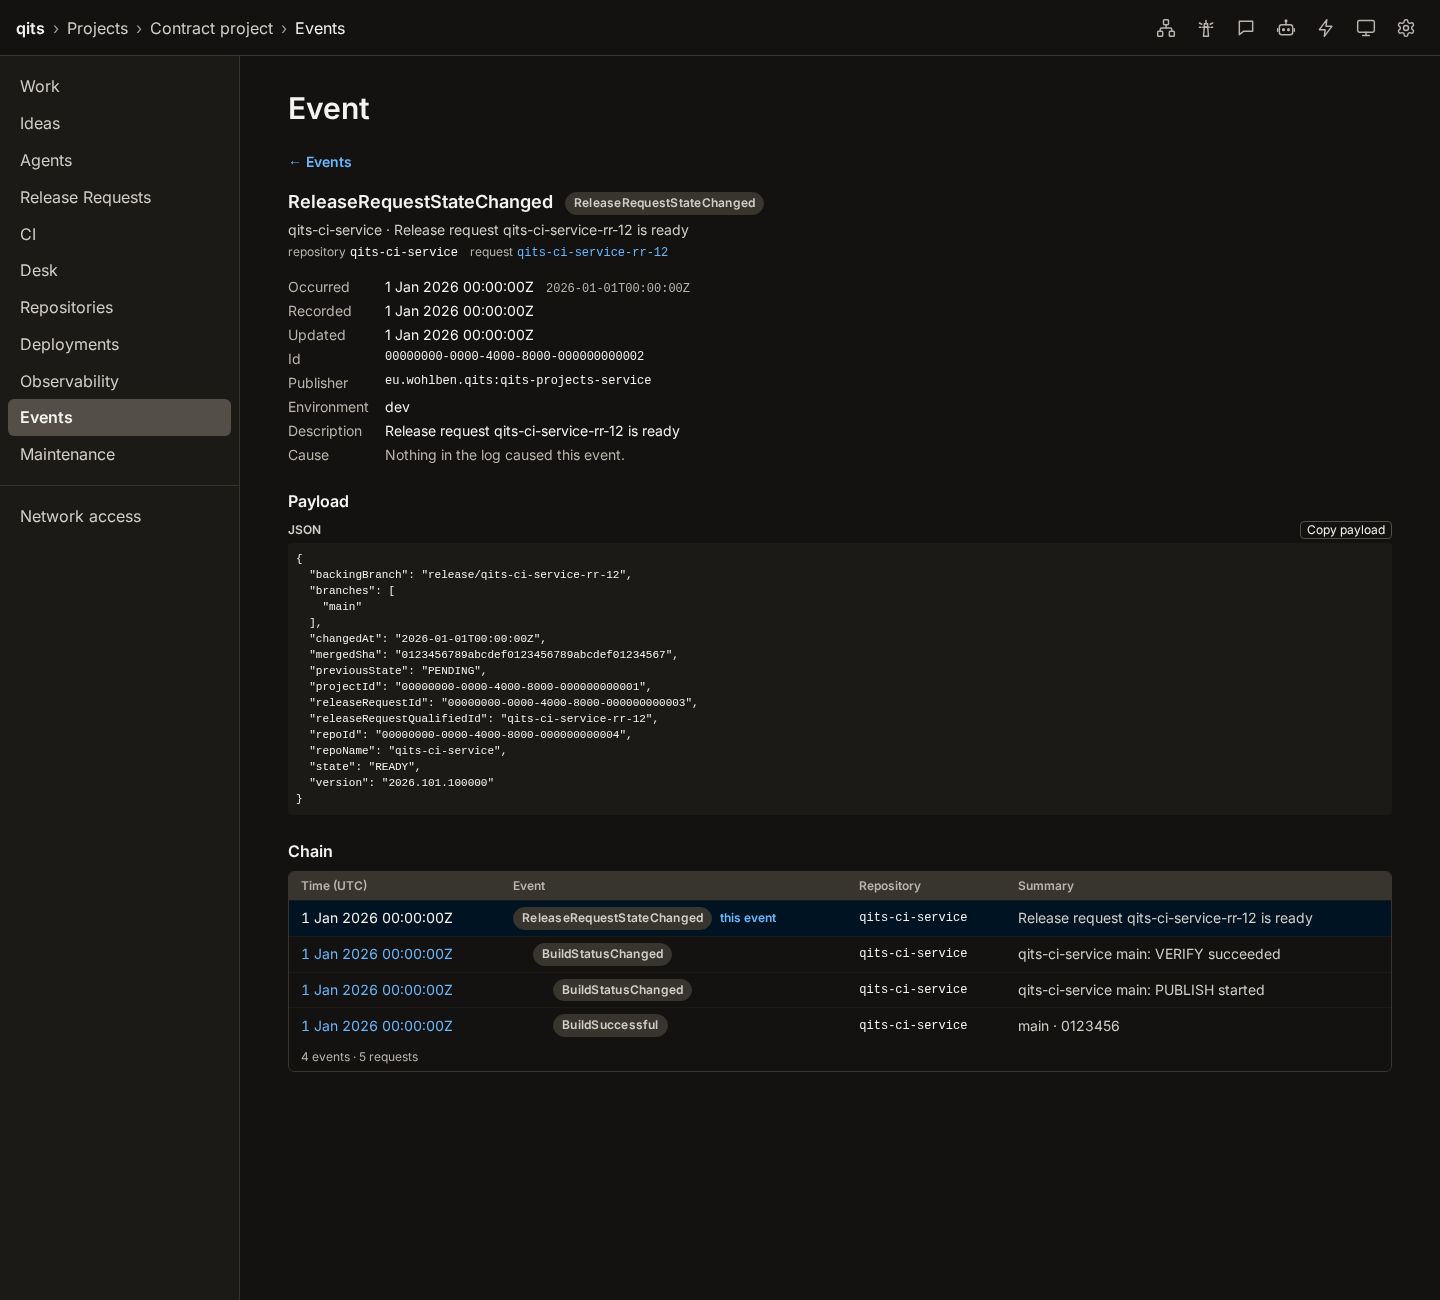 qits › Projects › Contract project › Events
Work
Ideas
Agents
Release Requests
CI
Desk
Repositories
Deployments
Observability
Events
Maintenance
Network access
Event
← Events
ReleaseRequestStateChanged ReleaseRequestStateChanged
qits-ci-service · Release request qits-ci-service-rr-12 is ready
repository qits-ci-service request qits-ci-service-rr-12
Occurred 1 Jan 2026 00:00:00Z 2026-01-01T00:00:00Z
Recorded 1 Jan 2026 00:00:00Z
Updated 1 Jan 2026 00:00:00Z
Id 00000000-0000-4000-8000-000000000002
Publisher eu.wohlben.qits:qits-projects-service
Environment dev
Description Release request qits-ci-service-rr-12 is ready
Cause Nothing in the log caused this event.
Payload
JSON Copy payload
{
  "backingBranch": "release/qits-ci-service-rr-12",
  "branches": [
    "main"
  ],
  "changedAt": "2026-01-01T00:00:00Z",
  "mergedSha": "0123456789abcdef0123456789abcdef01234567",
  "previousState": "PENDING",
  "projectId": "00000000-0000-4000-8000-000000000001",
  "releaseRequestId": "00000000-0000-4000-8000-000000000003",
  "releaseRequestQualifiedId": "qits-ci-service-rr-12",
  "repoId": "00000000-0000-4000-8000-000000000004",
  "repoName": "qits-ci-service",
  "state": "READY",
  "version": "2026.101.100000"
}
Chain
Time (UTC) Event Repository Summary
1 Jan 2026 00:00:00Z ReleaseRequestStateChanged this event qits-ci-service Release request qits-ci-service-rr-12 is ready
1 Jan 2026 00:00:00Z BuildStatusChanged qits-ci-service qits-ci-service main: VERIFY succeeded
1 Jan 2026 00:00:00Z BuildStatusChanged qits-ci-service qits-ci-service main: PUBLISH started
1 Jan 2026 00:00:00Z BuildSuccessful qits-ci-service main · 0123456
4 events · 5 requests